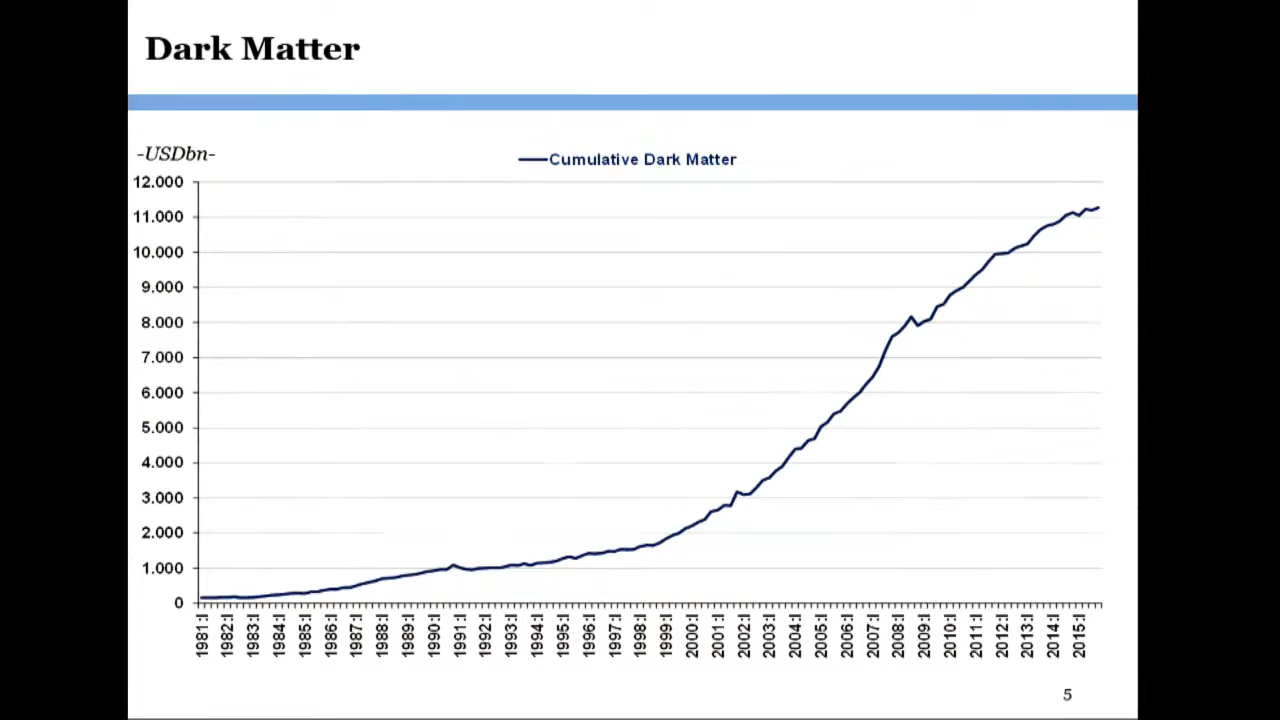 Dark Matter
-USDbn-
Cumulative Dark Matter
12.000
11.000
10.000
9.000
8.000
7.000
6.000
5.000
4.000
3.000
2.000
1.000
0
1981:I
1982:I
1983:I
1984:I
1985:I
1986:I
1987:I
1988:I
1989:I
1990:I
1991:I
1992:I
1993:I
1994:I
1995:I
1996:I
1997:I
1998:I
1999:I
2000:I
2001:I
2002:I
2003:I
2004:I
2005:I
2006:I
2007:I
2008:I
2009:I
2010:I
2011:I
2012:I
2013:I
2014:I
2015:I
5